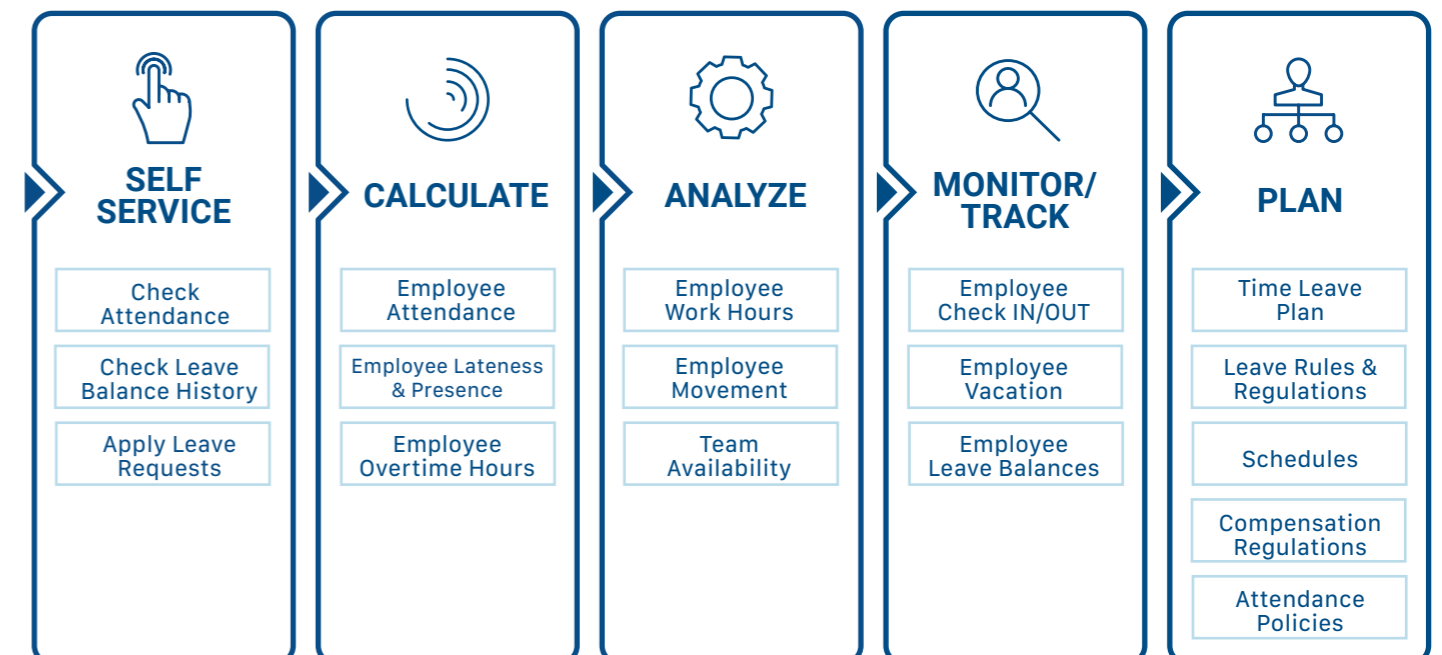 SELF
SERVICE
Check
Attendance
Check Leave
Balance History
Apply Leave
Requests
CALCULATE
Employee
Attendance
Employee Lateness
& Presence
Employee
Overtime Hours
ANALYZE
Employee
Work Hours
Employee
Movement
Team
Availability
MONITOR/
TRACK
Employee
Check IN/OUT
Employee
Vacation
Employee
Leave Balances
PLAN
Time Leave
Plan
Leave Rules &
Regulations
Schedules
Compensation
Regulations
Attendance
Policies